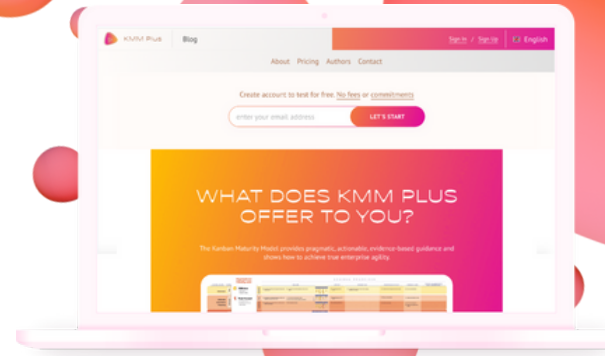 KMM Plus
Blog
Sign In / Sign Up
English
About Pricing Authors Contact
Create account to test for free. No fees or commitments
enter your email address
LET'S START
WHAT DOES KMM PLUS
OFFER TO YOU?
The Kanban Maturity Model provides pragmatic, actionable, evidence-based guidance and
shows how to achieve true enterprise agility.